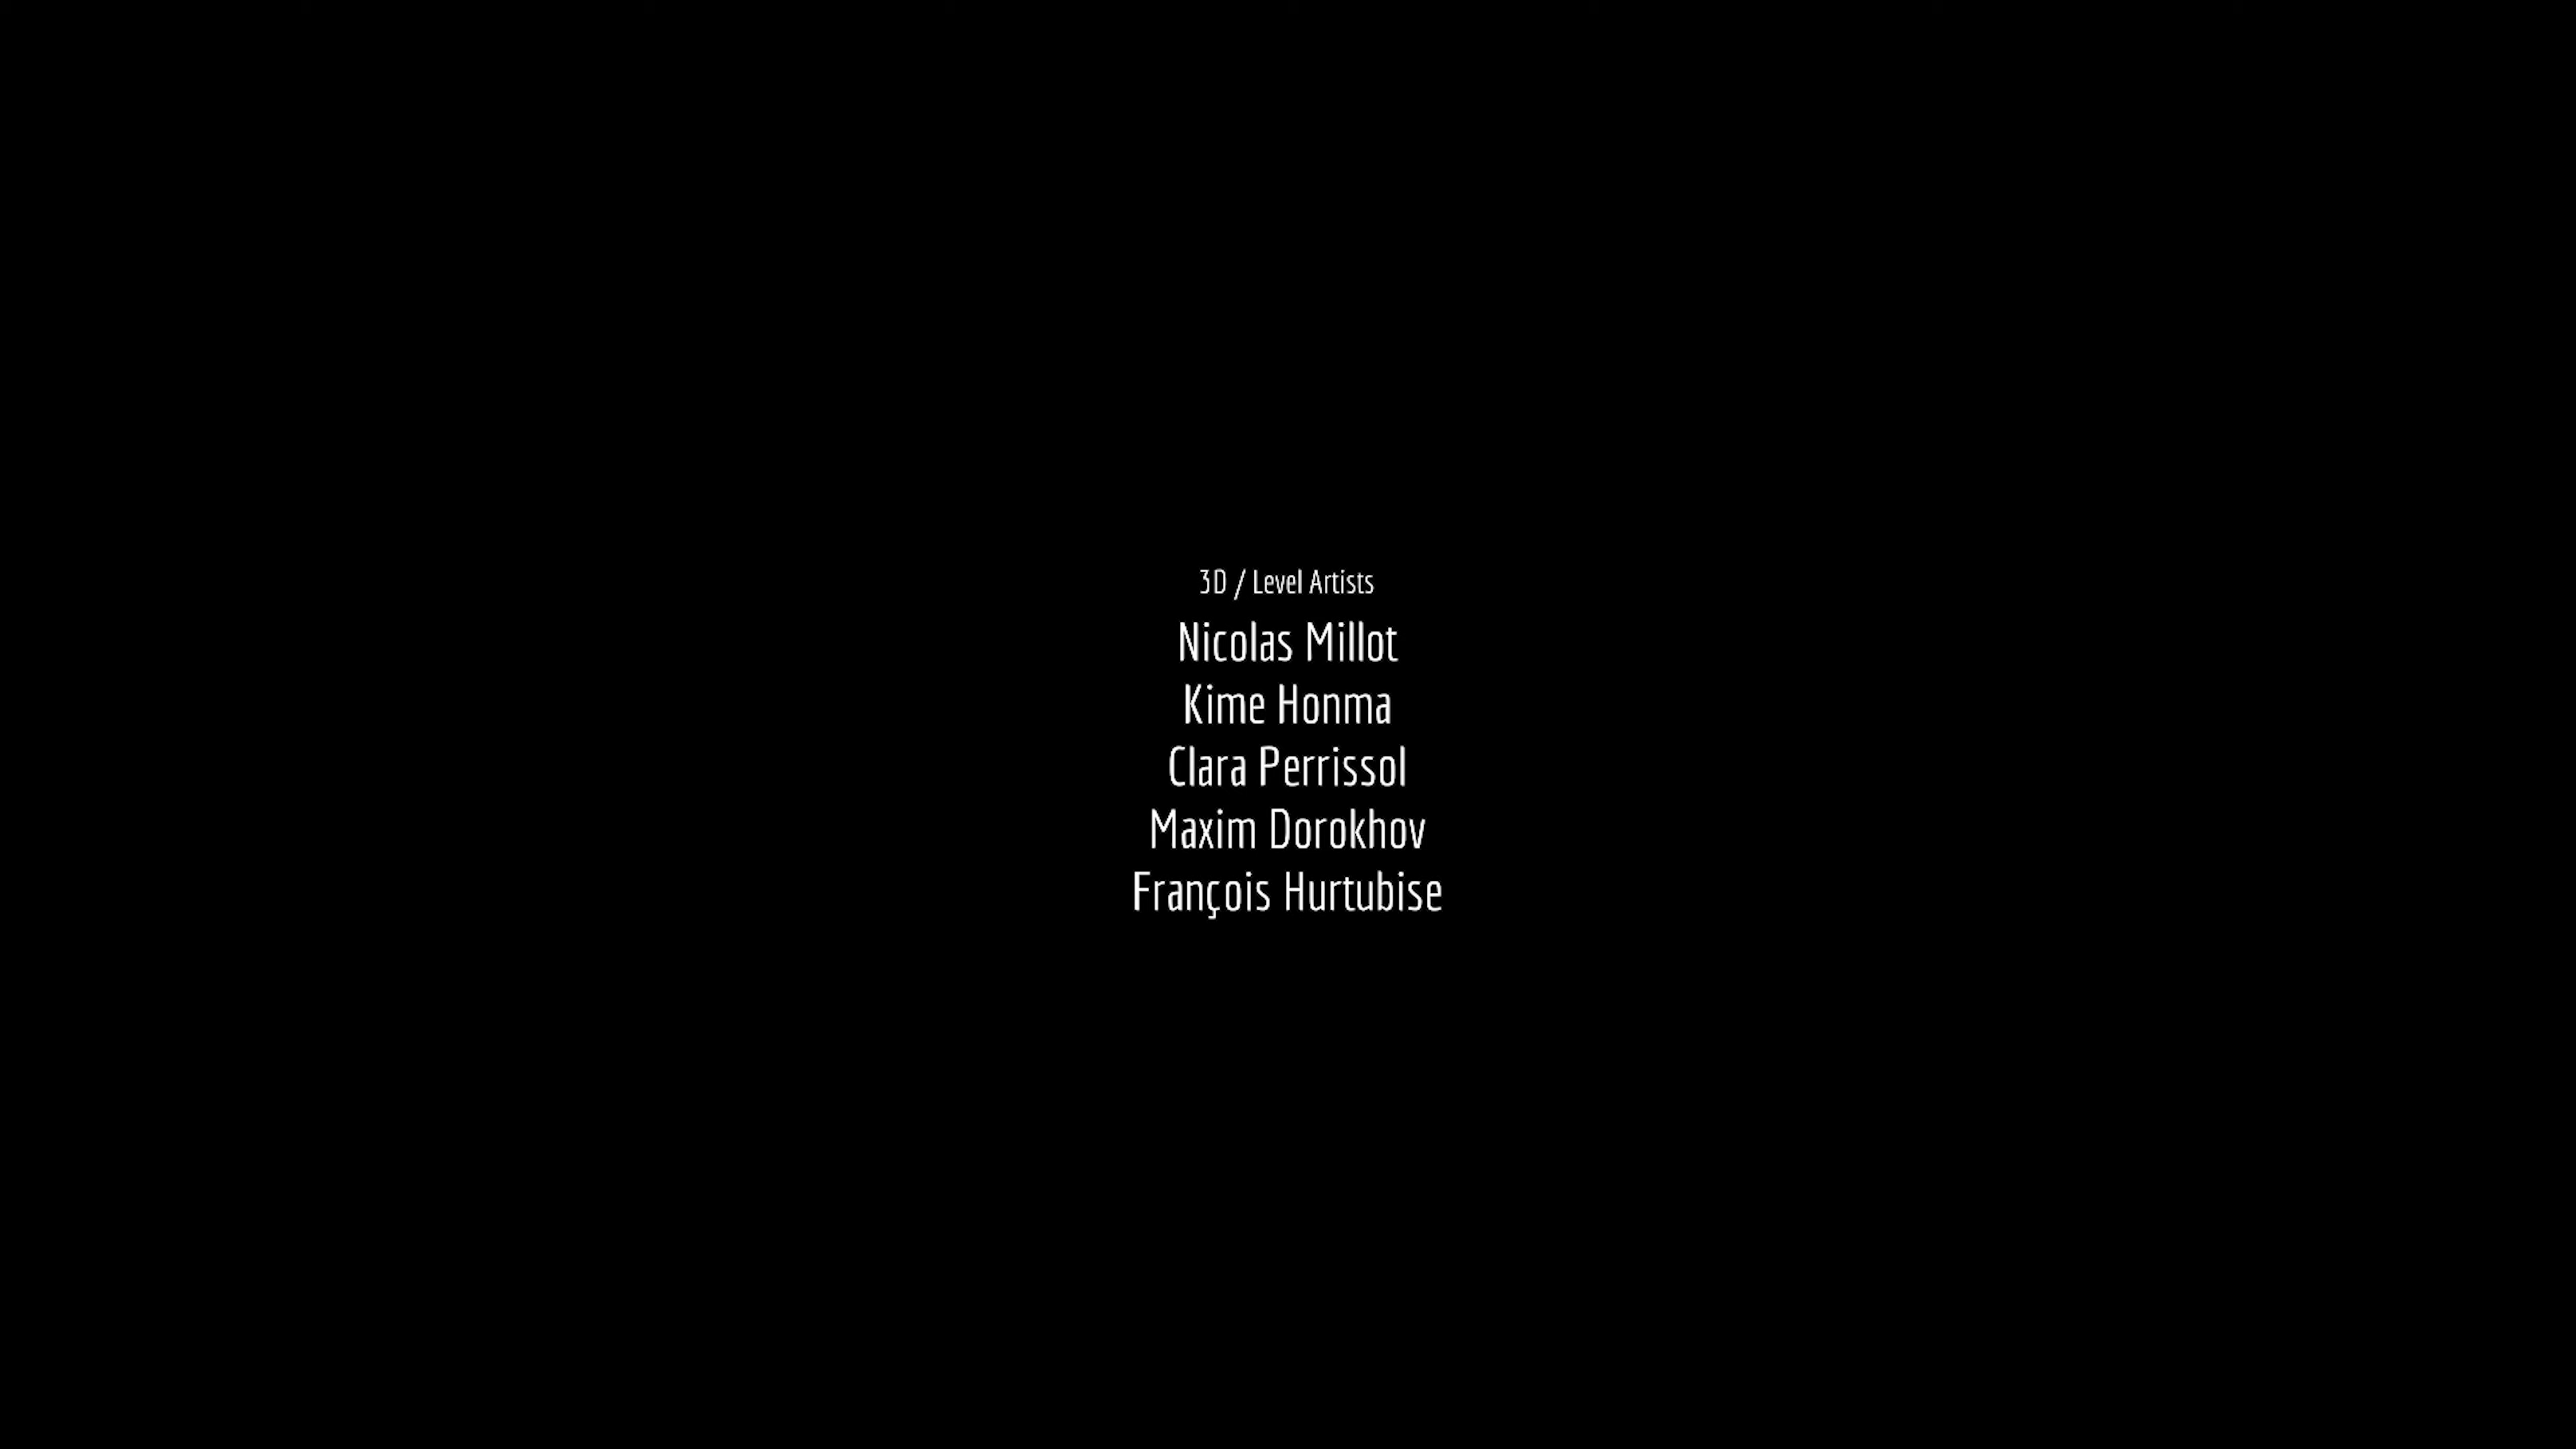 3D / Level Artists
Nicolas Millot
Kime Honma
Clara Perrissol
Maxim Dorokhov
François Hurtubise